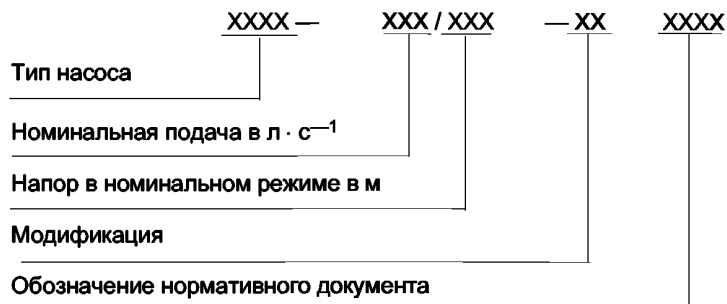 XXXX — XXX / XXX — XX XXXX
Тип насоса
Номинальная подача в л · с—1
Напор в номинальном режиме в м
Модификация
Обозначение нормативного документа